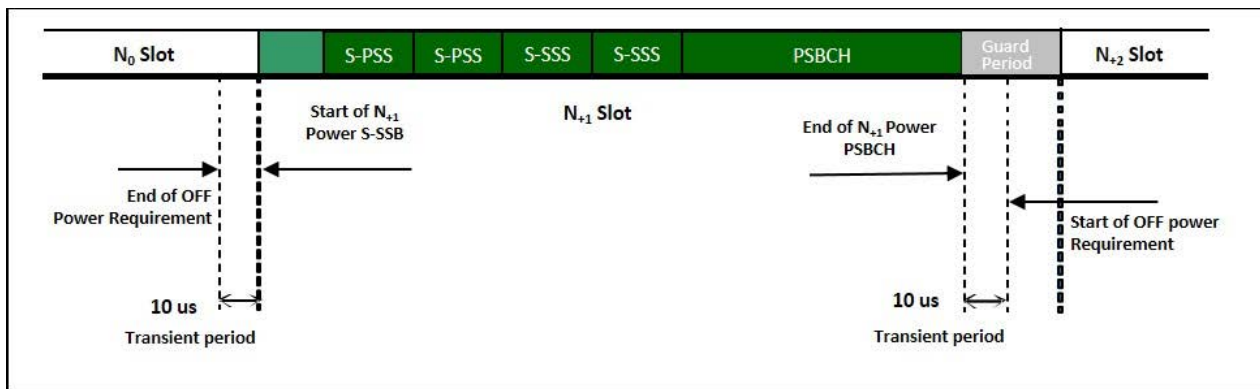 N0 Slot
S-PSS
S-PSS
S-SSS
S-SSS
PSBCH
Guard
Period
N+2 Slot
Start of N+1
Power S-SSB
N+1 Slot
End of N+1 Power
PSBCH
End of OFF
Power Requirement
Start of OFF power
Requirement
10 us
Transient period
10 us
Transient period